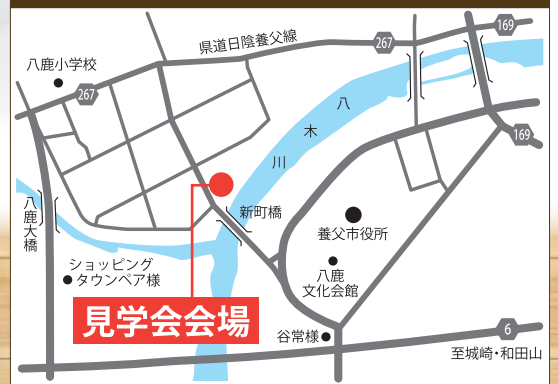 県道日陰養父線
169
267
八鹿小学校
267
八
木
川
169
八鹿大橋
新町橋
養父市役所
ショッピング
タウンペア様
八鹿
文化会館
見学会会場
谷常様
6
至城崎・和田山